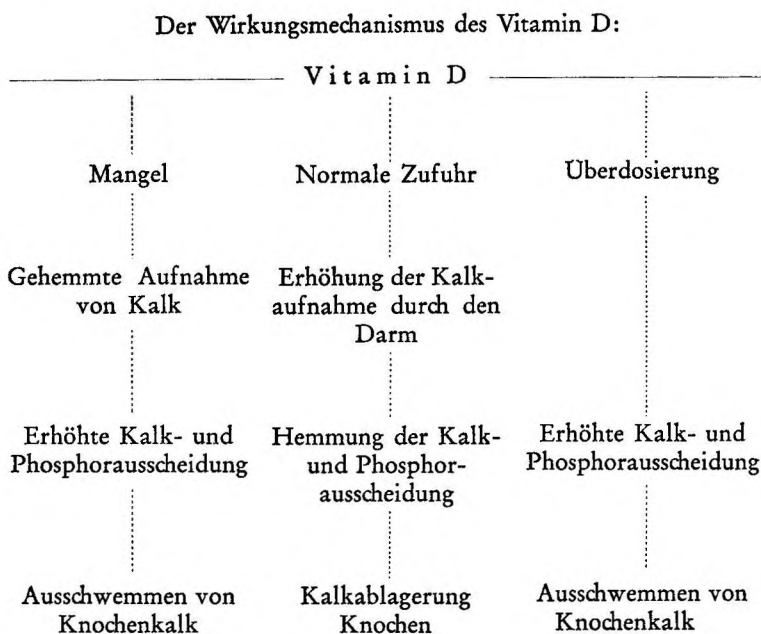 Der Wirkungsmechanismus des Vitamin D:
Vitamin D
Mangel
Gehemmte Aufnahme
von Kalk
Erhöhte Kalk- und
Phosphorausscheidung
Ausschwemmen von
Knochenkalk
Normale Zufuhr
Erhöhung der Kalk-
aufnahme durch den
Darm
Hemmung der Kalk-
und Phosphor-
ausscheidung
Kalkablagerung
Knochen
Überdosierung
Erhöhte Kalk- und
Phosphorausscheidung
Ausschwemmen von
Knochenkalk